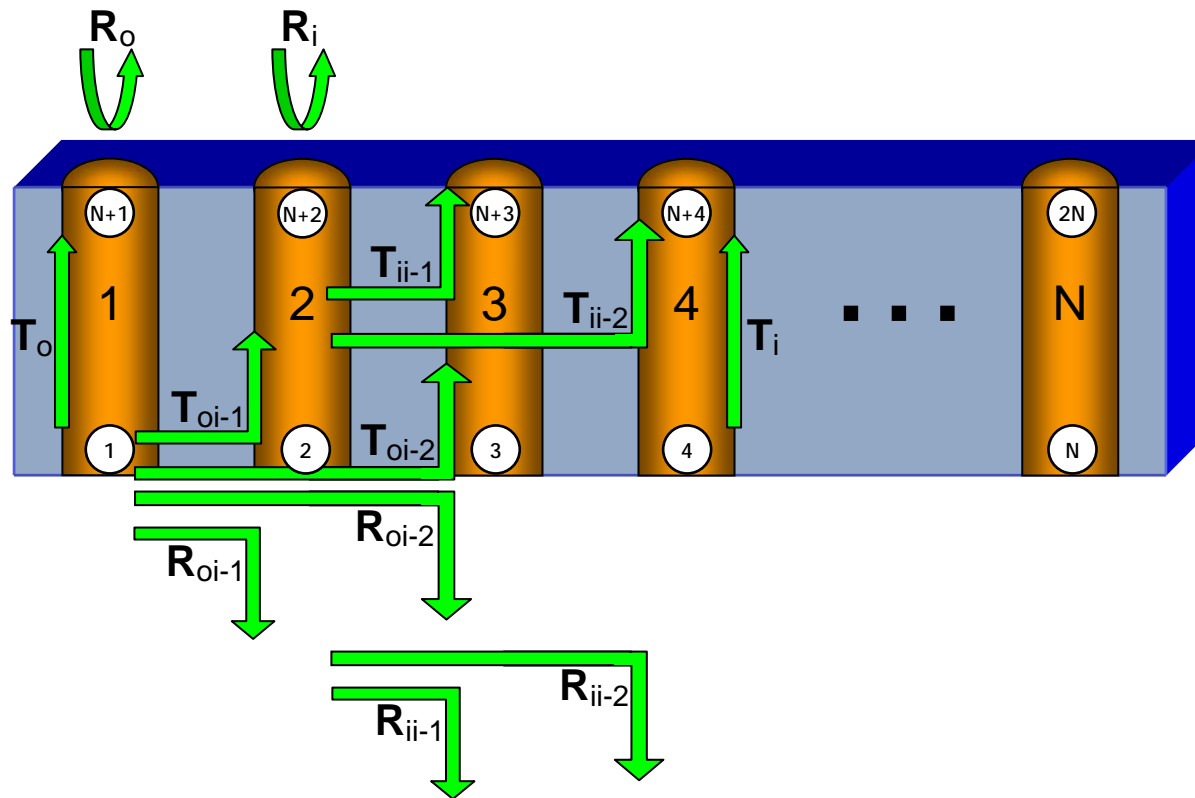 Ro Ri
N+1 N+2 N+3 N+4 2N
Tii-1
1 2 3 4 ... N
Tii-2
To Ti
Toi-1
Toi-2
1 2 3 4 N
Roi-2
Roi-1
Rii-2
Rii-1